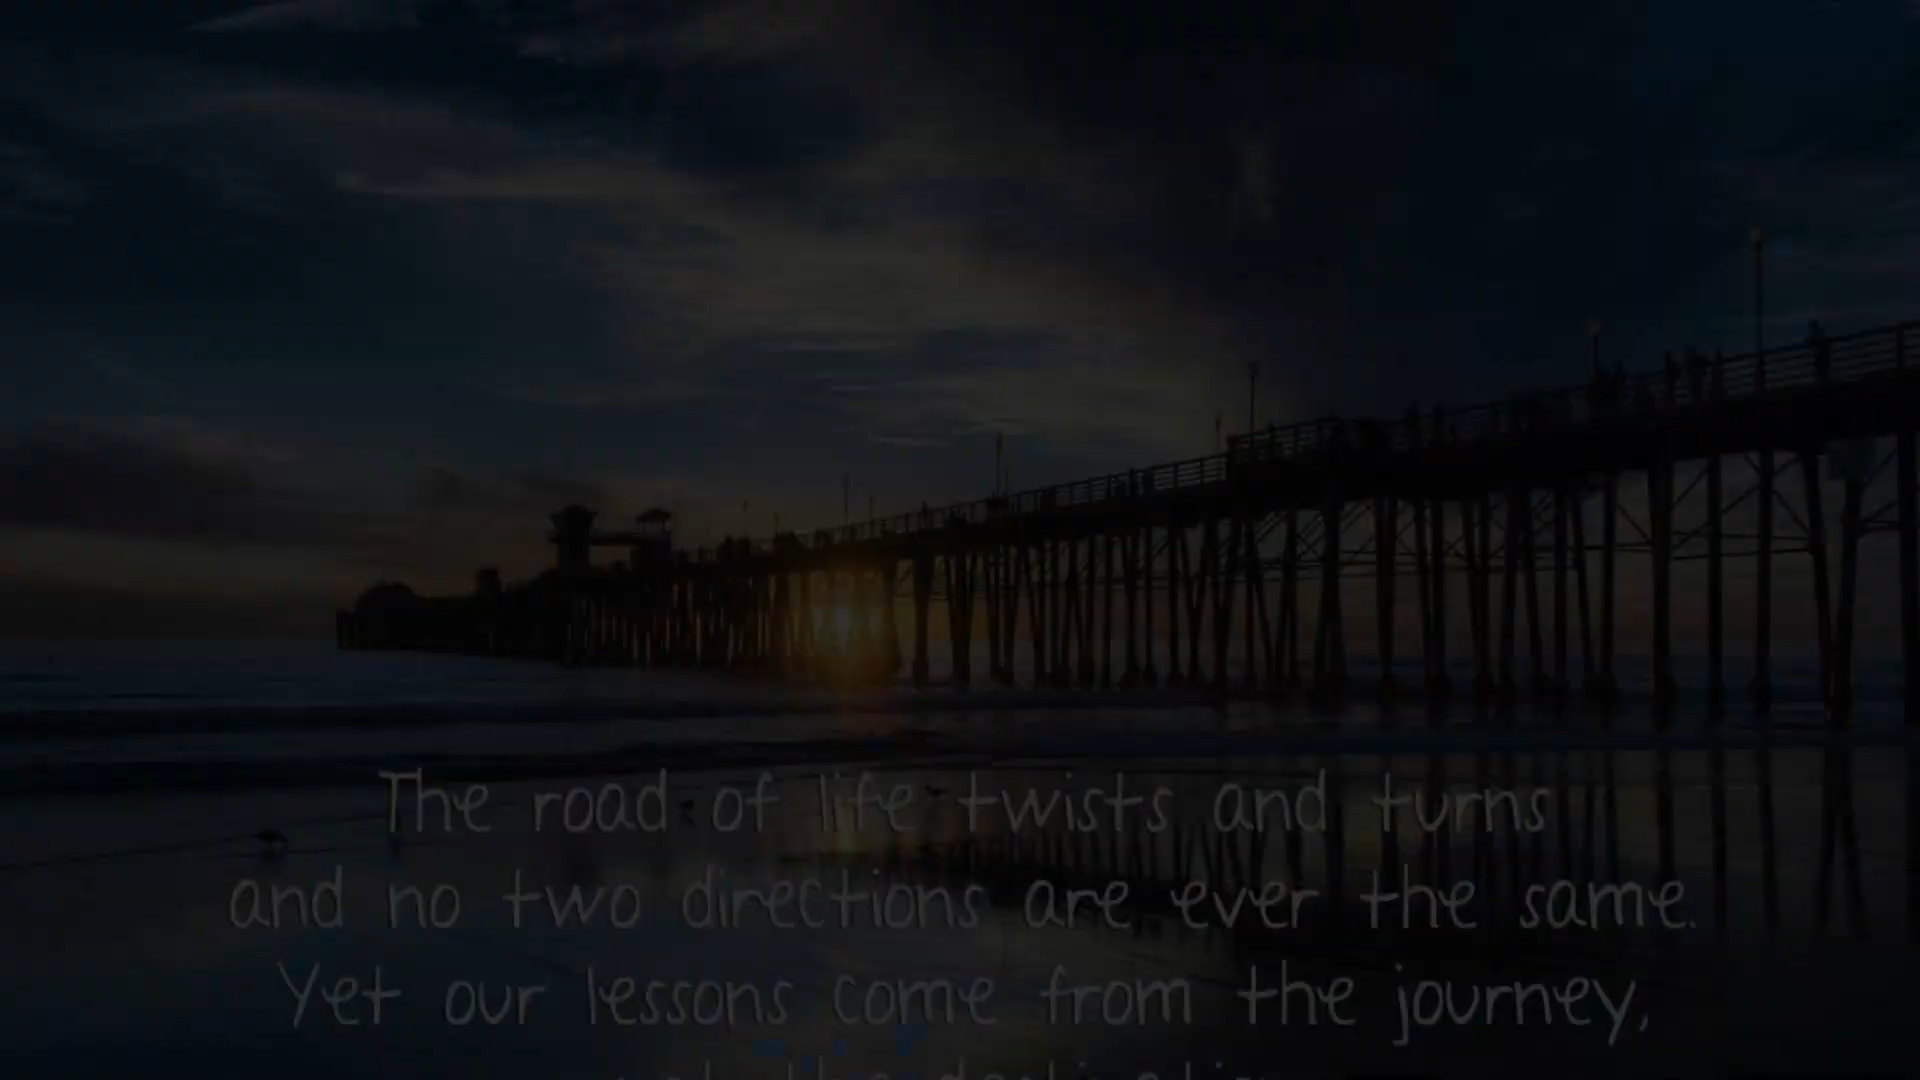 The road of life twists and turns
and no two directions are ever the same.
Yet our lessons come from the journey,